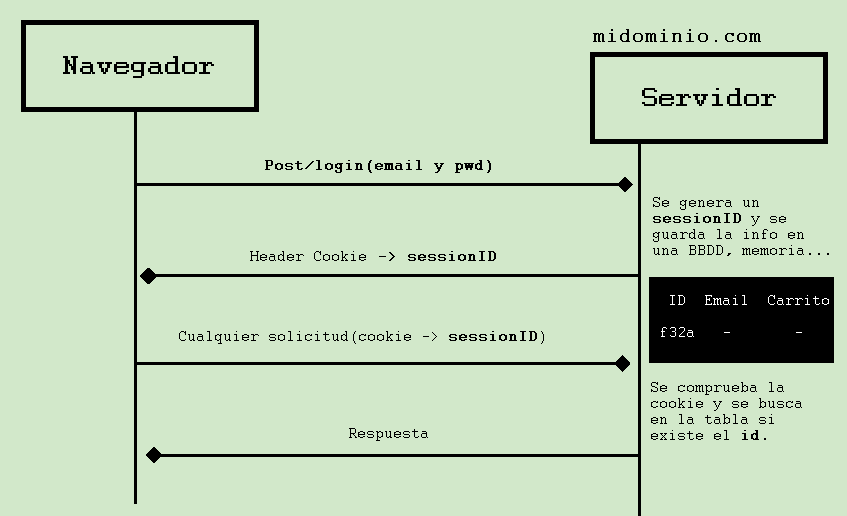 Navegador
midominio.com
Servidor
Post/login(email y pwd)
Se genera un
sessionID y se
guarda la info en
una BBDD, memoria...
Header Cookie -> sessionID
ID Email Carrito
f32a - -
Cualquier solicitud(cookie -> sessionID)
Se comprueba la
cookie y se busca
en la tabla si
existe el id.
Respuesta